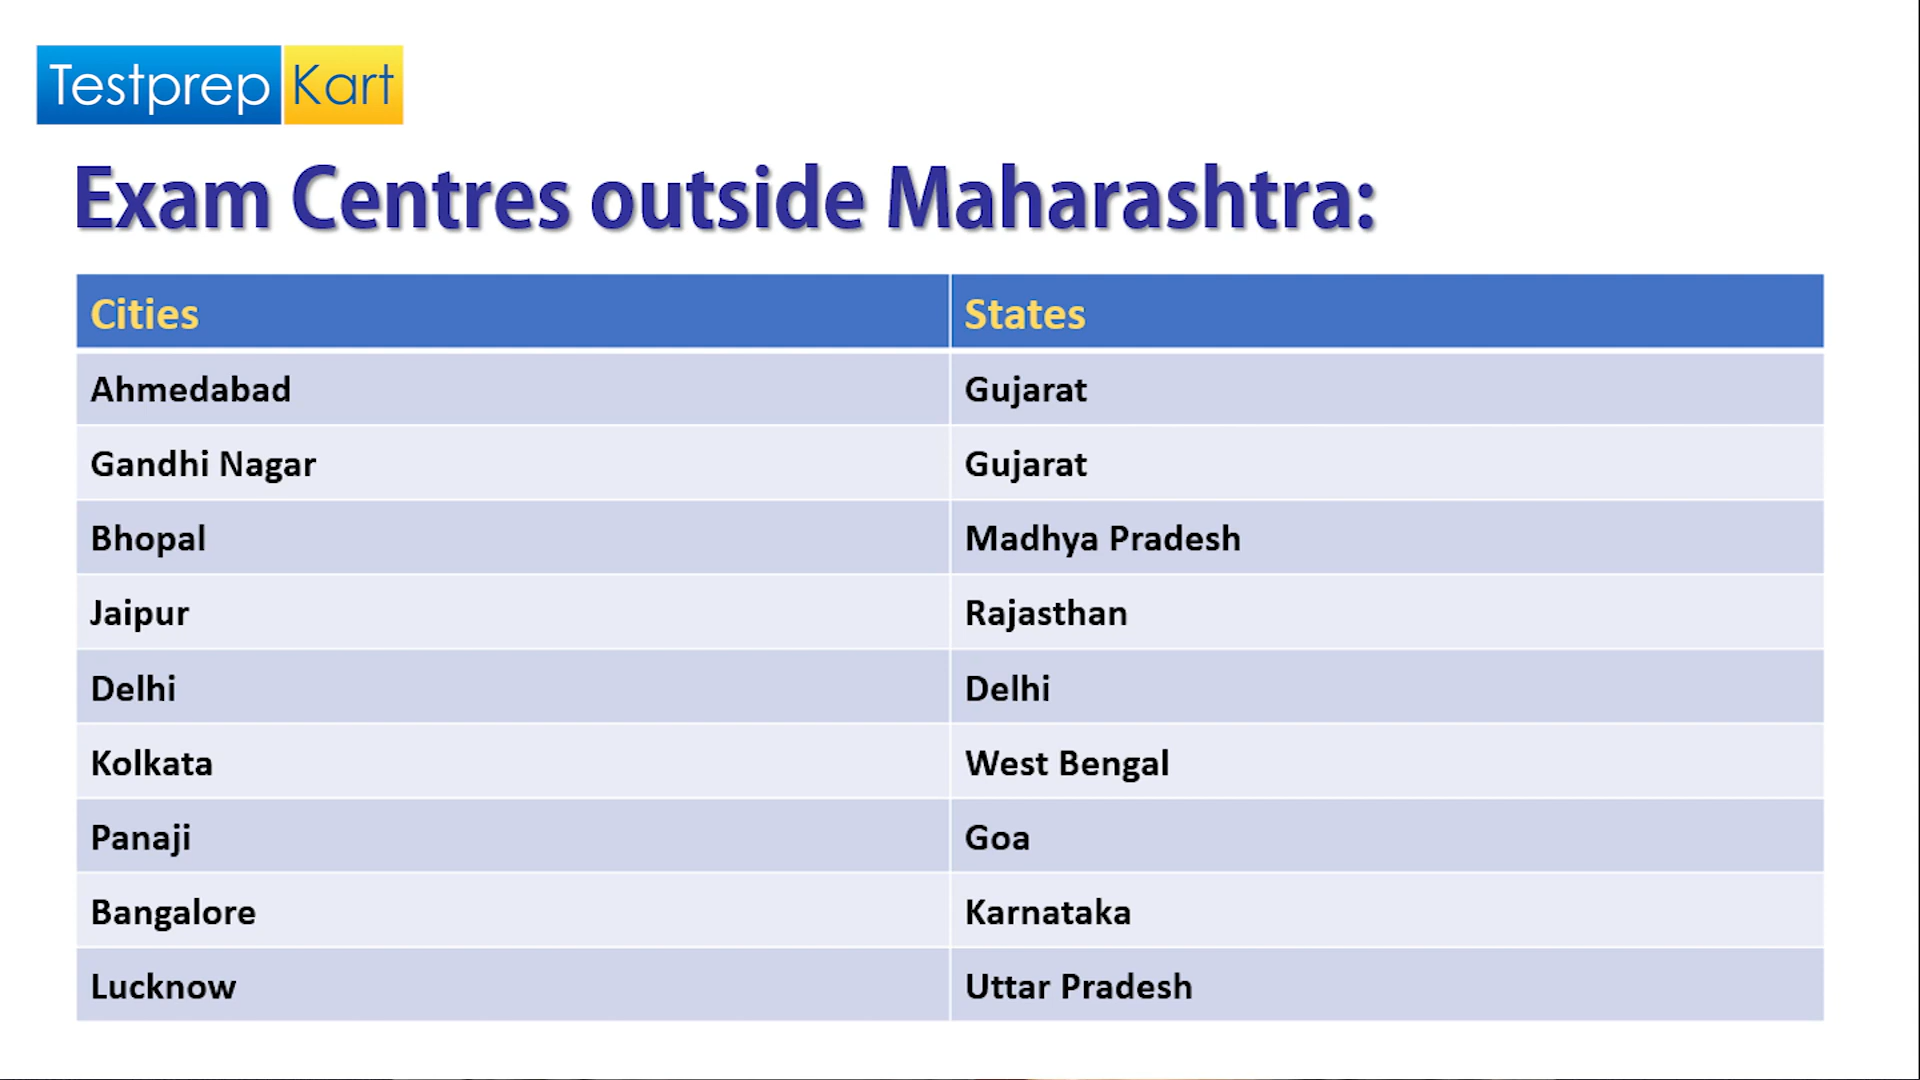 Testprep Kart
Exam Centres outside Maharashtra:
Cities States
Ahmedabad Gujarat
Gandhi Nagar Gujarat
Bhopal Madhya Pradesh
Jaipur Rajasthan
Delhi Delhi
Kolkata West Bengal
Panaji Goa
Bangalore Karnataka
Lucknow Uttar Pradesh